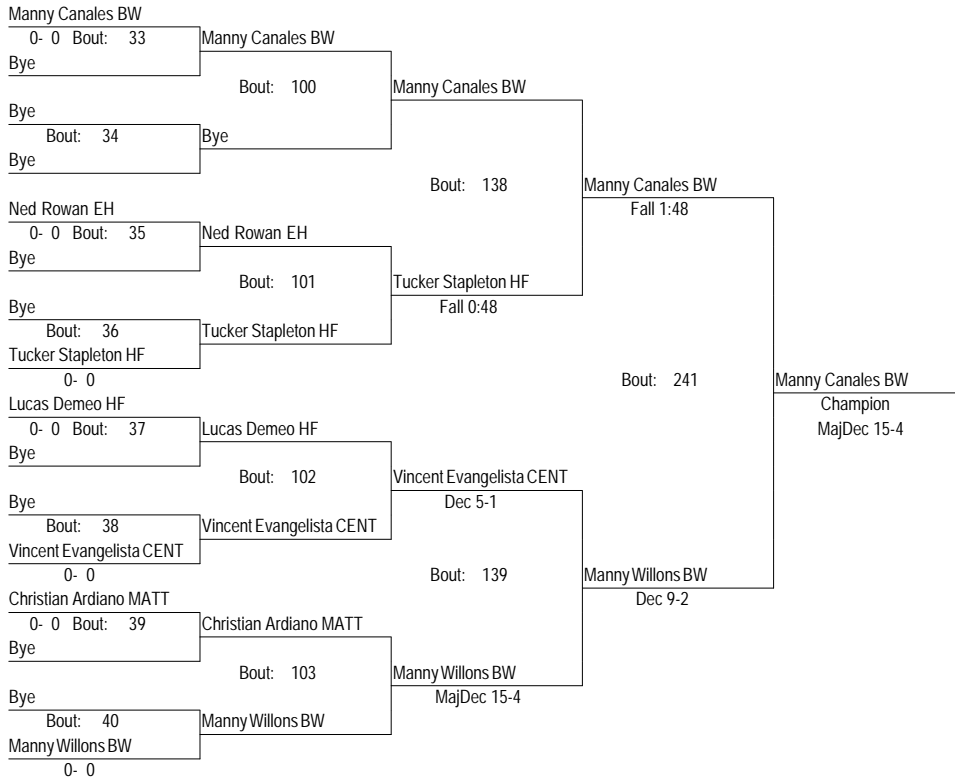 Manny Canales BW
0- 0 Bout: 33
Manny Canales BW
Bye
Bout: 100
Manny Canales BW
Bye
Bout: 34
Bye
Bye
Bout: 138
Manny Canales BW
Fall 1:48
Ned Rowan EH
0- 0 Bout: 35
Ned Rowan EH
Bye
Bout: 101
Tucker Stapleton HF
Fall 0:48
Bye
Bout: 36
Tucker Stapleton HF
Tucker Stapleton HF
0- 0
Bout: 241
Manny Canales BW
Champion
MajDec 15-4
Lucas Demeo HF
0- 0 Bout: 37
Lucas Demeo HF
Bye
Bout: 102
Vincent Evangelista CENT
Dec 5-1
Bye
Bout: 38
Vincent Evangelista CENT
Vincent Evangelista CENT
0- 0
Bout: 139
Manny Willons BW
Dec 9-2
Christian Ardiano MATT
0- 0 Bout: 39
Christian Ardiano MATT
Bye
Bout: 103
Manny Willons BW
MajDec 15-4
Bye
Bout: 40
Manny Willons BW
Manny Willons BW
0- 0